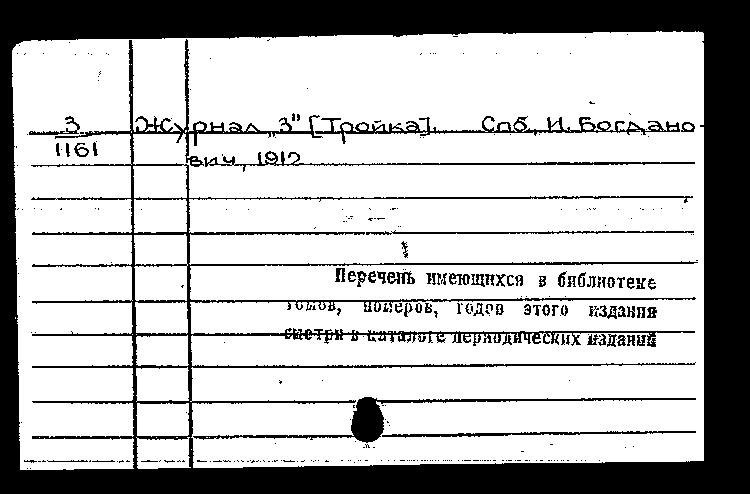 3 Журнал „3" [Тройка]. Спб, И. Богдано-
1161 вич, 1912
Перечень имеющихся в библиотеке
томов, номеров, годов этого издания
смотри в каталоге периодических изданий